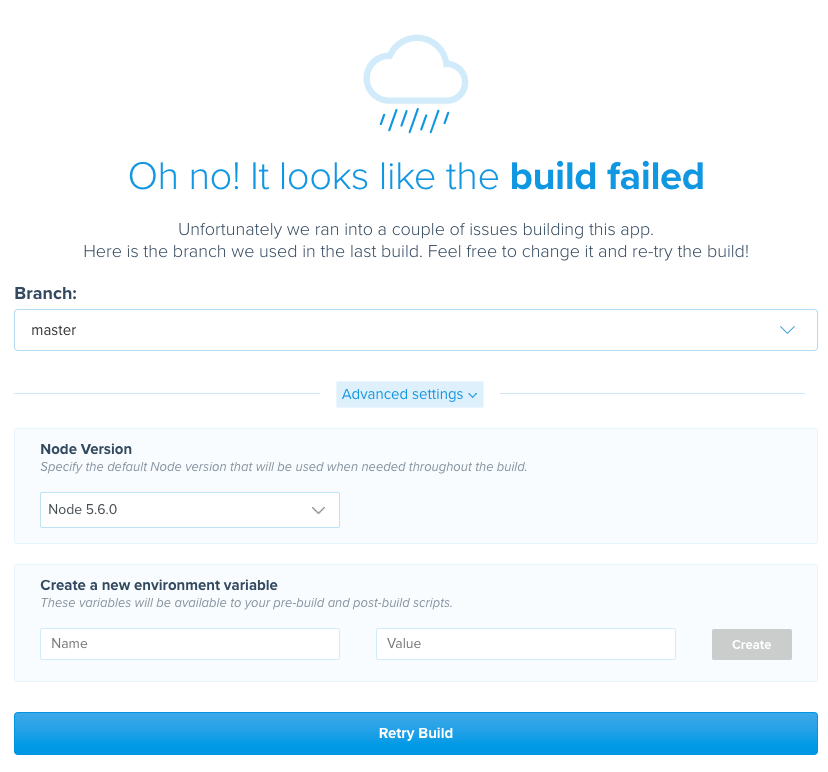 Oh no! It looks like the build failed
Unfortunately we ran into a couple of issues building this app.
Here is the branch we used in the last build. Feel free to change it and re-try the build!
Branch:
master
Advanced settings
Node Version
Specify the default Node version that will be used when needed throughout the build.
Node 5.6.0
Create a new environment variable
These variables will be available to your pre-build and post-build scripts.
Name Value Create
Retry Build